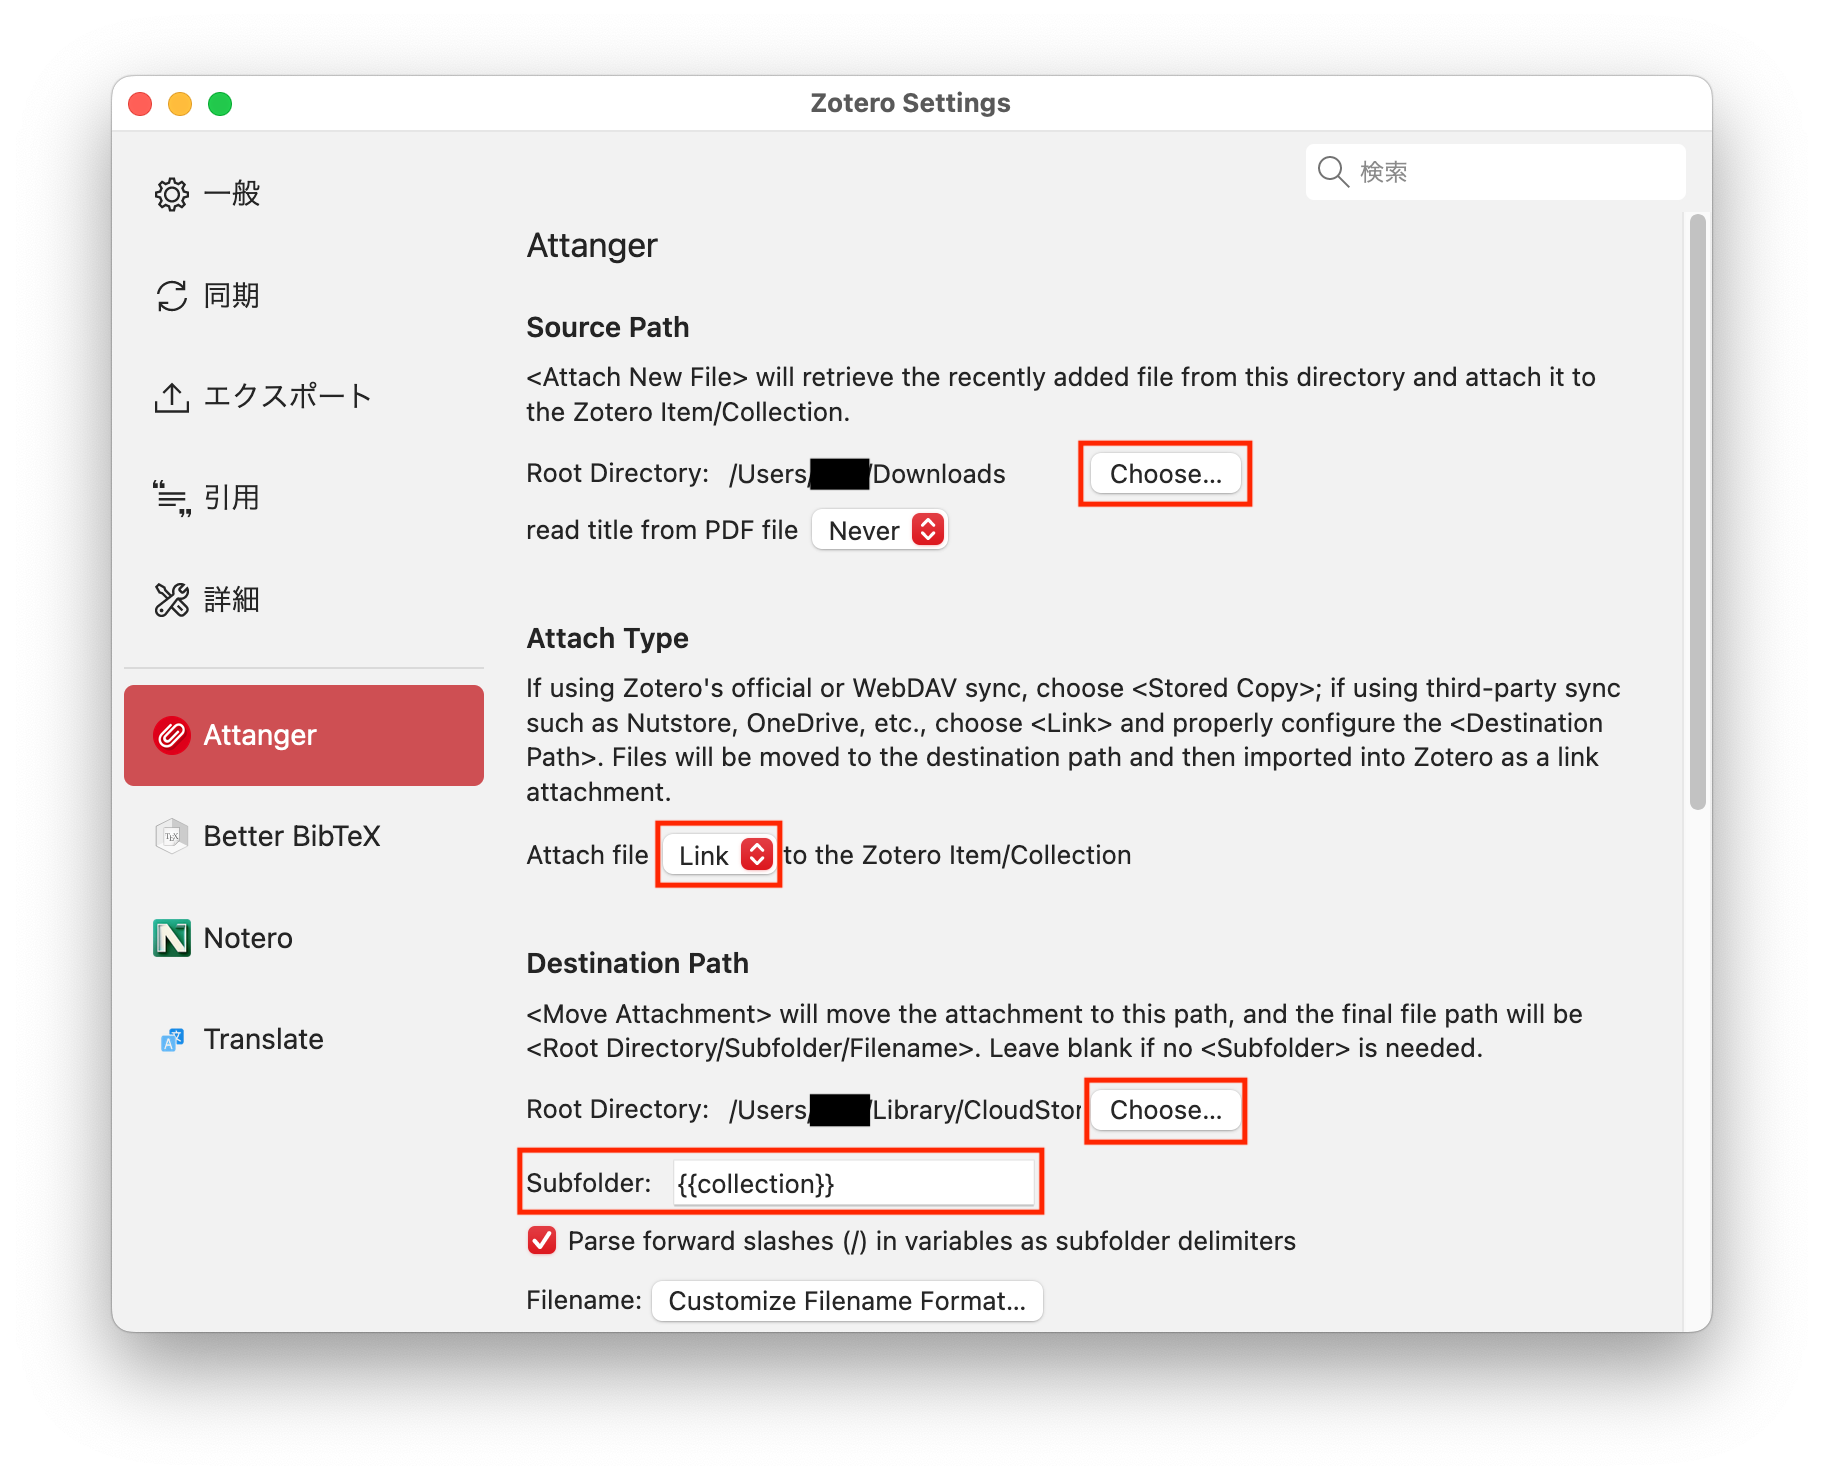 Zotero Settings
検索
一般
同期
エクスポート
引用
詳細
Attanger
Better BibTeX
Notero
Translate
Attanger
Source Path
<Attach New File> will retrieve the recently added file from this directory and attach it to
the Zotero Item/Collection.
Root Directory: /Users/ /Downloads Choose...
read title from PDF file Never
Attach Type
If using Zotero's official or WebDAV sync, choose <Stored Copy>; if using third-party sync
such as Nutstore, OneDrive, etc., choose <Link> and properly configure the <Destination
Path>. Files will be moved to the destination path and then imported into Zotero as a link
attachment.
Attach file Link to the Zotero Item/Collection
Destination Path
<Move Attachment> will move the attachment to this path, and the final file path will be
<Root Directory/Subfolder/Filename>. Leave blank if no <Subfolder> is needed.
Root Directory: /Users/ /Library/CloudStor Choose...
Subfolder: {{collection}}
Parse forward slashes (/) in variables as subfolder delimiters
Filename: Customize Filename Format...